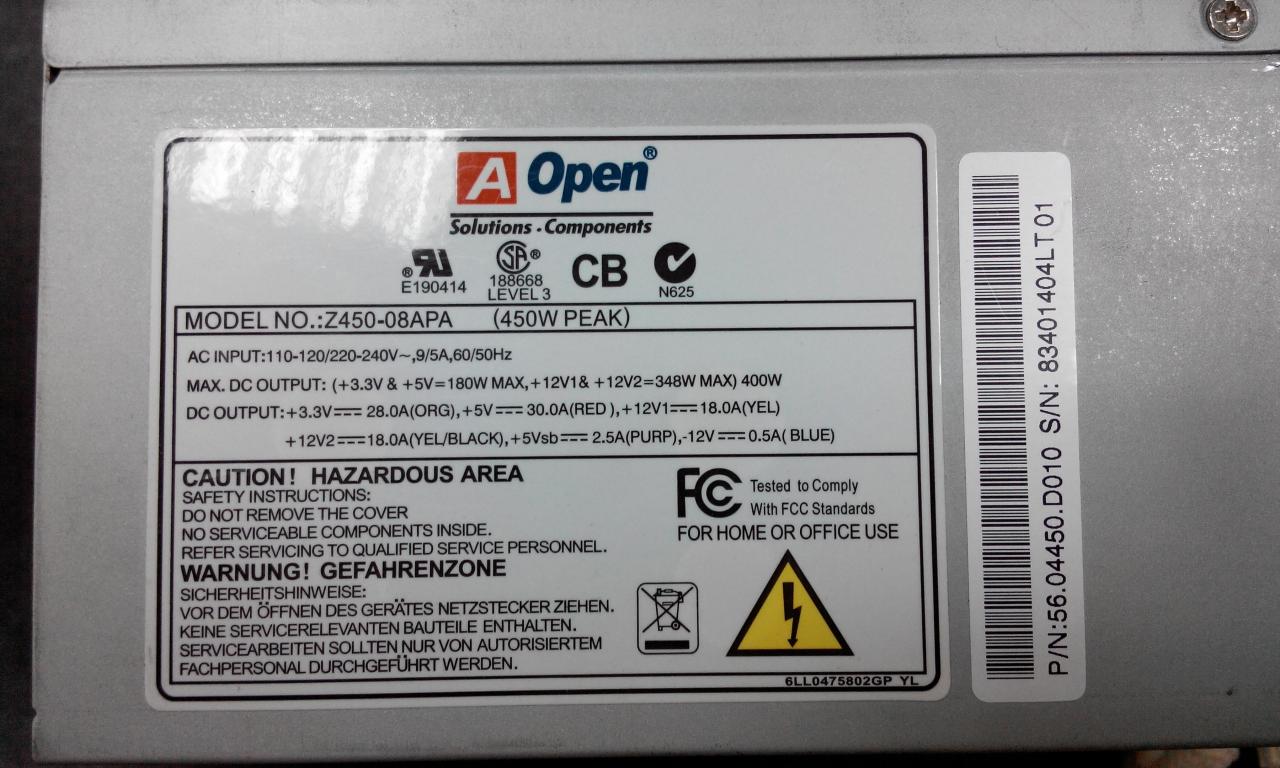 A Open®
Solutions - Components
® RU
E190414
SA®
188668
LEVEL 3
CB
N625
MODEL NO.:Z450-08APA (450W PEAK)
AC INPUT:110-120/220-240V~,9/5A,60/50Hz
MAX. DC OUTPUT: (+3.3V & +5V=180W MAX,+12V1& +12V2=348W MAX) 400W
DC OUTPUT:+3.3V⎓ 28.0A(ORG),+5V⎓ 30.0A(RED ),+12V1⎓18.0A(YEL)
+12V2⎓18.0A(YEL/BLACK),+5Vsb⎓ 2.5A(PURP),-12V⎓0.5A( BLUE)
CAUTION! HAZARDOUS AREA
SAFETY INSTRUCTIONS:
DO NOT REMOVE THE COVER
NO SERVICEABLE COMPONENTS INSIDE.
REFER SERVICING TO QUALIFIED SERVICE PERSONNEL.
WARNUNG! GEFAHRENZONE
SICHERHEITSHINWEISE:
VOR DEM ÖFFNEN DES GERÄTES NETZSTECKER ZIEHEN.
KEINE SERVICERELEVANTEN BAUTEILE ENTHALTEN.
SERVICEARBEITEN SOLLTEN NUR VON AUTORISIERTEM
FACHPERSONAL DURCHGEFÜHRT WERDEN.
FC Tested to Comply
With FCC Standards
FOR HOME OR OFFICE USE
6LL0475802GP YL
P/N:56.04450.D010 S/N: 83401404LT 01